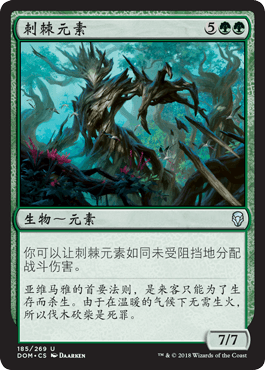 刺棘元素 5
生物～元素
你可以让刺棘元素如同未受阻挡地分配
战斗伤害。
亚维马雅的首要法则，是来客只能为了生
存而杀生。由于在温暖的气候下无需生火，
所以伐木砍柴是死罪。
7/7
185/269 U
DOM • CS DAARKEN
™ & © 2018 Wizards of the Coast